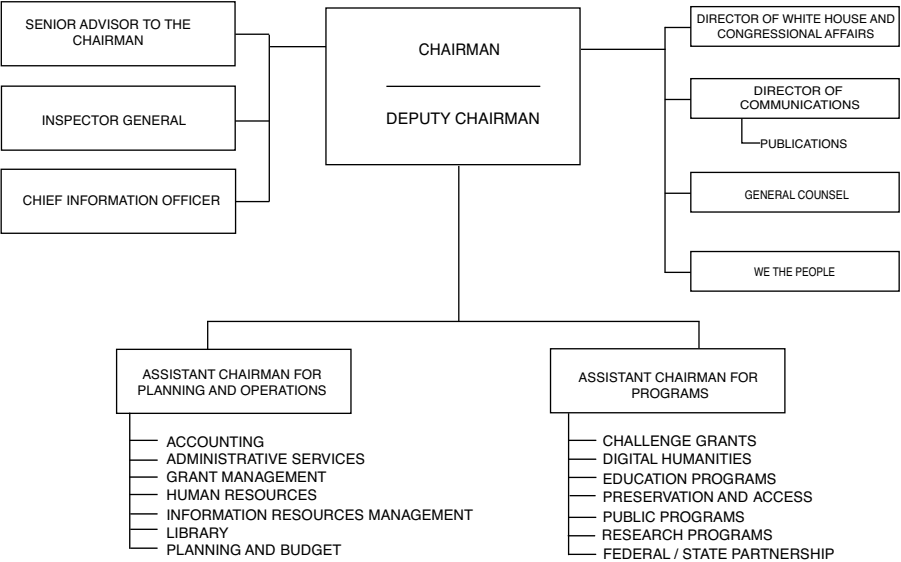 SENIOR ADVISOR TO THE
CHAIRMAN
INSPECTOR GENERAL
CHIEF INFORMATION OFFICER
CHAIRMAN
DEPUTY CHAIRMAN
DIRECTOR OF WHITE HOUSE AND
CONGRESSIONAL AFFAIRS
DIRECTOR OF
COMMUNICATIONS
PUBLICATIONS
GENERAL COUNSEL
WE THE PEOPLE
ASSISTANT CHAIRMAN FOR
PLANNING AND OPERATIONS
ACCOUNTING
ADMINISTRATIVE SERVICES
GRANT MANAGEMENT
HUMAN RESOURCES
INFORMATION RESOURCES MANAGEMENT
LIBRARY
PLANNING AND BUDGET
ASSISTANT CHAIRMAN FOR
PROGRAMS
CHALLENGE GRANTS
DIGITAL HUMANITIES
EDUCATION PROGRAMS
PRESERVATION AND ACCESS
PUBLIC PROGRAMS
RESEARCH PROGRAMS
FEDERAL / STATE PARTNERSHIP